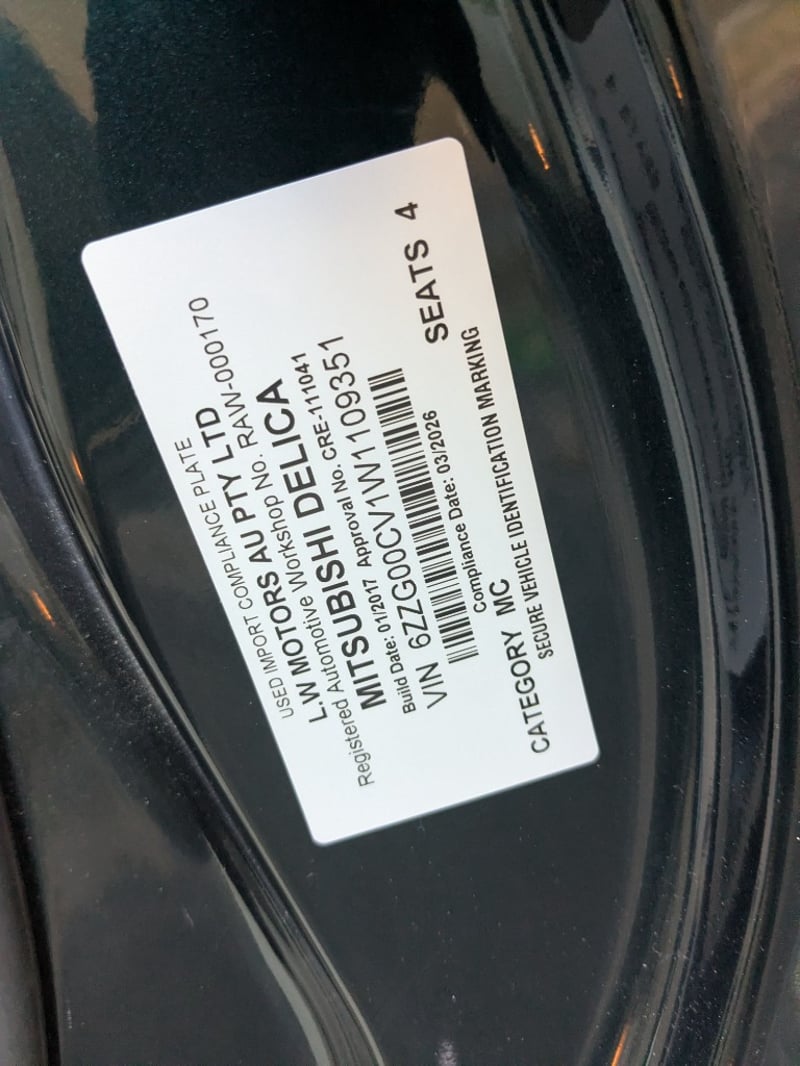 USED IMPORT COMPLIANCE PLATE
L.W MOTORS AU PTY LTD
Registered Automotive Workshop No. RAW-000170
MITSUBISHI DELICA
Build Date: 01/2017 Approval No. CRE-111041
VIN 6ZZG00CV1W1109351
Compliance Date: 03/2026
SEATS 4
CATEGORY MC
SECURE VEHICLE IDENTIFICATION MARKING